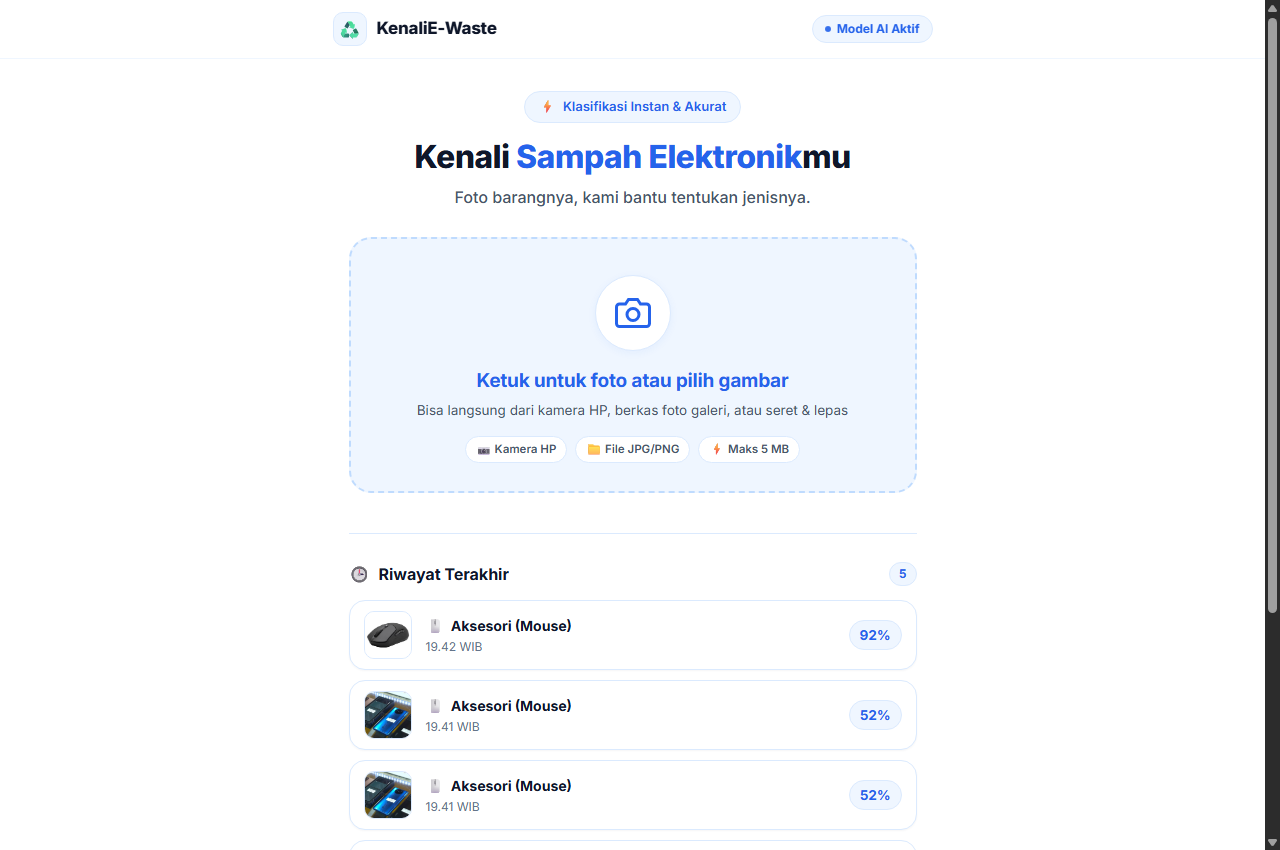 KenaliE-Waste
Model AI Aktif
Klasifikasi Instan & Akurat
Kenali Sampah Elektronikmu
Foto barangnya, kami bantu tentukan jenisnya.
Ketuk untuk foto atau pilih gambar
Bisa langsung dari kamera HP, berkas foto galeri, atau seret & lepas
Kamera HP
File JPG/PNG
Maks 5 MB
Riwayat Terakhir
5
Aksesori (Mouse)
19.42 WIB
92%
Aksesori (Mouse)
19.41 WIB
52%
Aksesori (Mouse)
19.41 WIB
52%